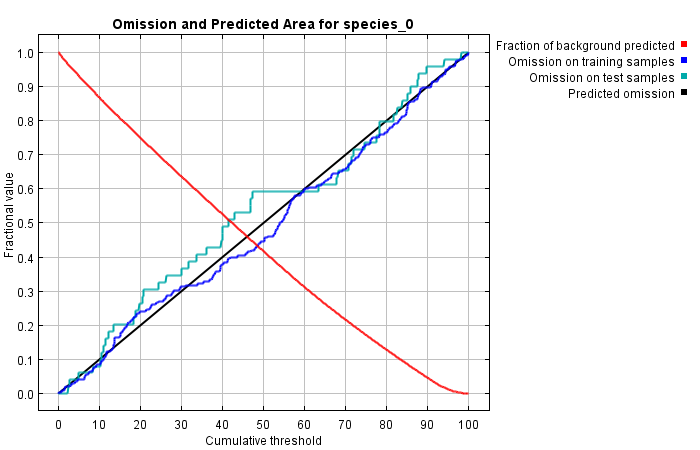 Omission and Predicted Area for species_0
Fraction of background predicted
Omission on training samples
Omission on test samples
Predicted omission
Fractional value
1.0
0.9
0.8
0.7
0.6
0.5
0.4
0.3
0.2
0.1
0.0
0 10 20 30 40 50 60 70 80 90 100
Cumulative threshold